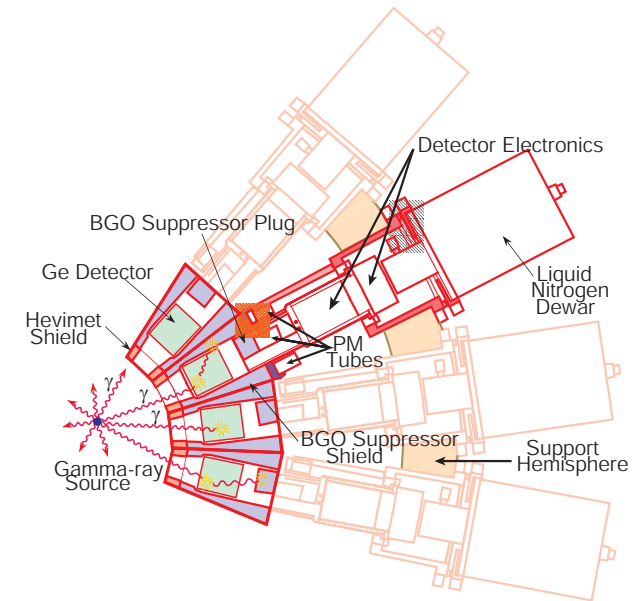 Detector Electronics
BGO Suppressor Plug
Ge Detector
Liquid
Nitrogen
Dewar
Hevimet
Shield
PM
Tubes
γ
γ
γ
BGO Suppressor
Shield
Support
Hemisphere
Gamma-ray
Source